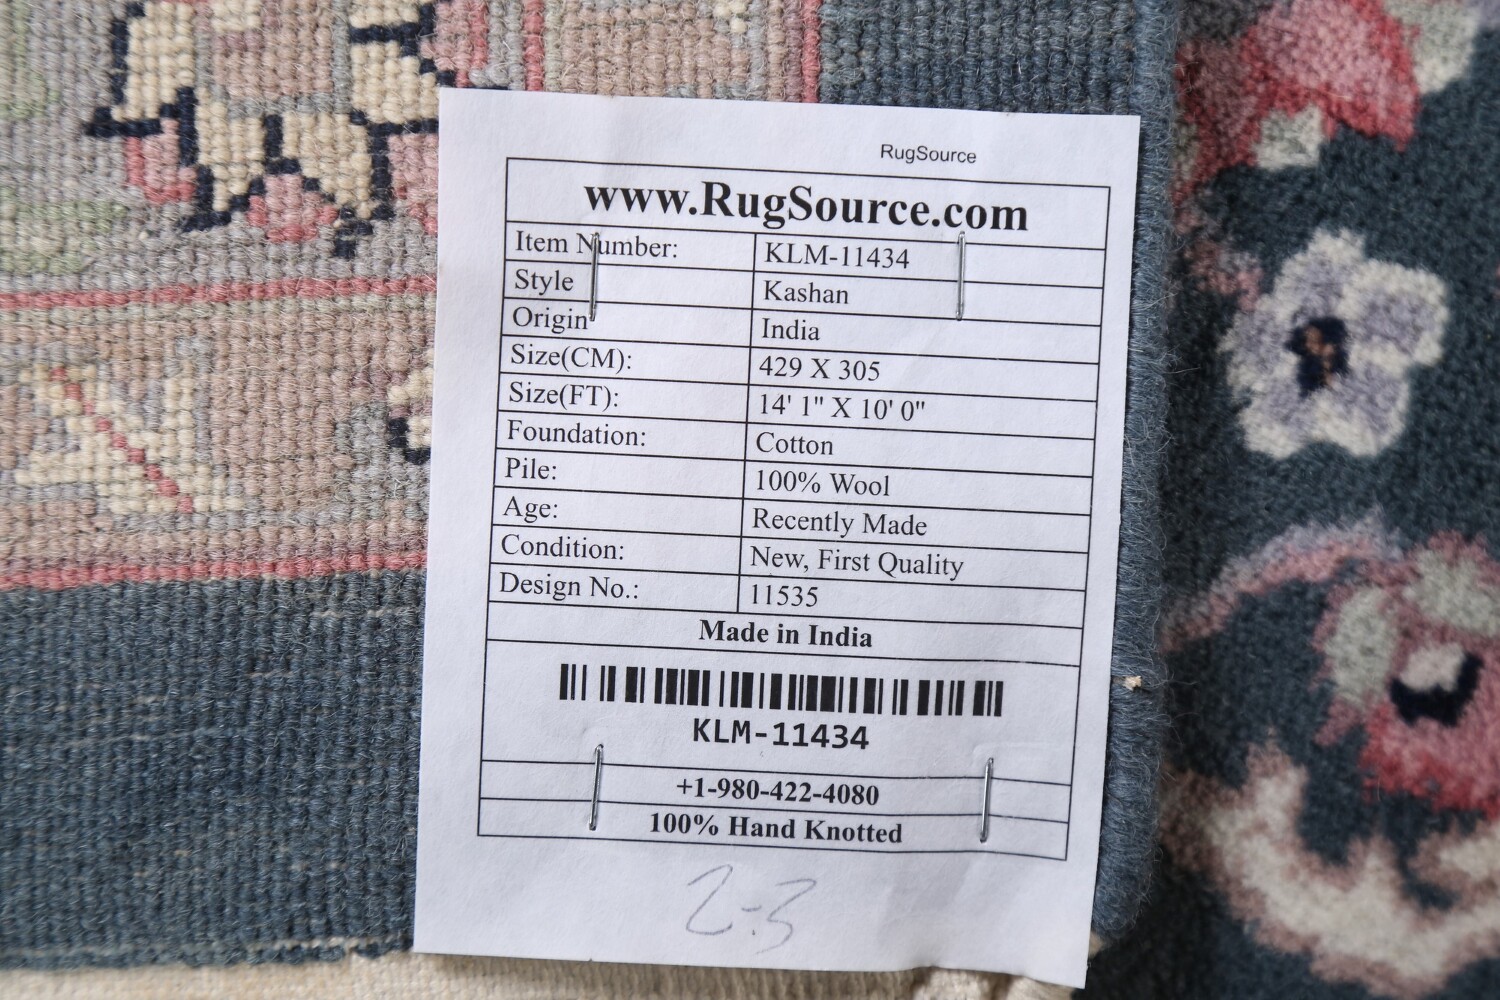 RugSource
www.RugSource.com
Item Number: KLM-11434
Style Kashan
Origin India
Size(CM): 429 X 305
Size(FT): 14' 1" X 10' 0"
Foundation: Cotton
Pile: 100% Wool
Age: Recently Made
Condition: New, First Quality
Design No.: 11535
Made in India
KLM-11434
+1-980-422-4080
100% Hand Knotted
2-3